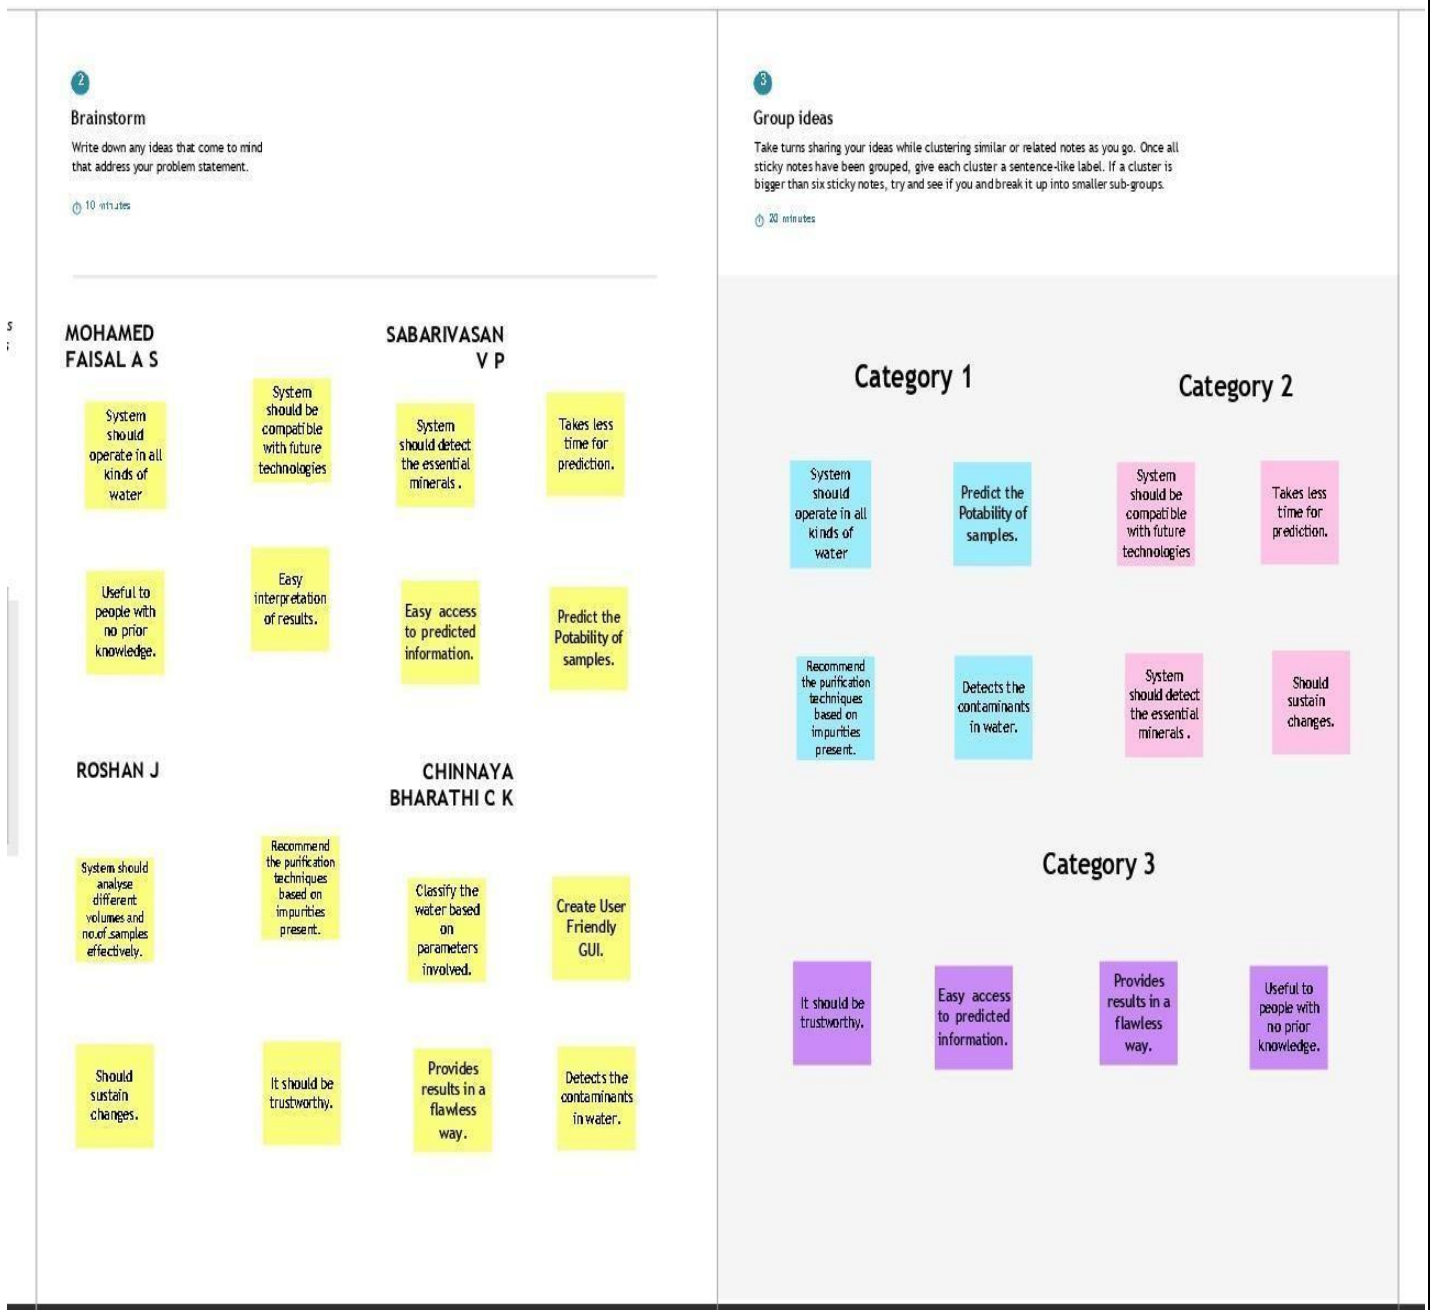 s
2
Brainstorm
Write down any ideas that come to mind
that address your problem statement.
10 minutes
MOHAMED
FAISAL A S
System
should
operate in all
kinds of
water
System
should be
compatible
with future
technologies
Useful to
people with
no prior
knowledge.
Easy
interpretation
of results.
SABARIVASAN
V P
System
should detect
the essential
minerals .
Takes less
time for
prediction.
Easy access
to predicted
information.
Predict the
Potability of
samples.
ROSHAN J
System should
analyse
different
volumes and
no.of.samples
effectively.
Recommend
the purification
techniques
based on
impurities
present.
Should
sustain
changes.
It should be
trustworthy.
CHINNAYA
BHARATHI C K
Classify the
water based
on
parameters
involved.
Create User
Friendly
GUI.
Provides
results in a
flawless
way.
Detects the
contaminants
in water.
3
Group ideas
Take turns sharing your ideas while clustering similar or related notes as you go. Once all
sticky notes have been grouped, give each cluster a sentence-like label. If a cluster is
bigger than six sticky notes, try and see if you and break it up into smaller sub-groups.
20 minutes
Category 1
System
should
operate in all
kinds of
water
Predict the
Potability of
samples.
Recommend
the purification
techniques
based on
impurities
present.
Detects the
contaminants
in water.
Category 2
System
should be
compatible
with future
technologies
Takes less
time for
prediction.
System
should detect
the essential
minerals .
Should
sustain
changes.
Category 3
It should be
trustworthy.
Easy access
to predicted
information.
Provides
results in a
flawless
way.
Useful to
people with
no prior
knowledge.